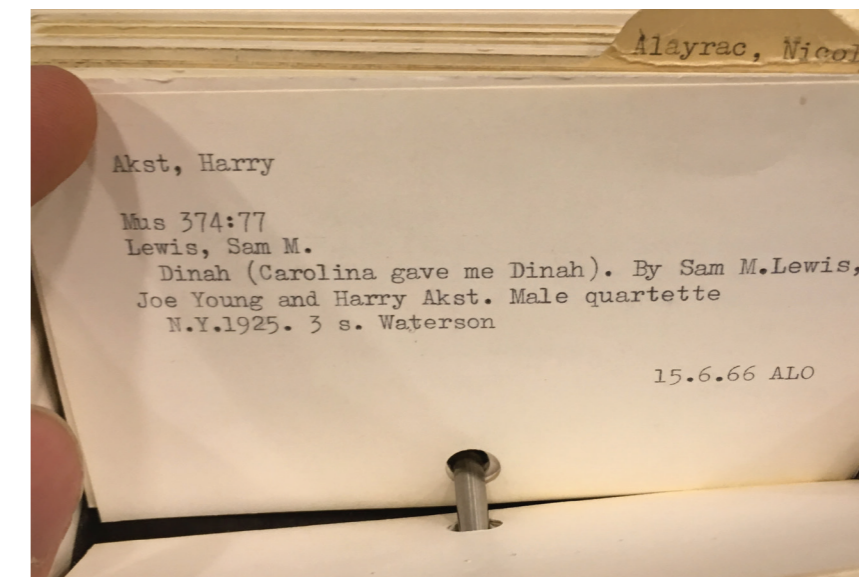 Alayrac, Nicol
Akst, Harry
Mus 374:77
Lewis, Sam M.
Dinah (Carolina gave me Dinah). By Sam M.Lewis,
Joe Young and Harry Akst. Male quartette
N.Y.1925. 3 s. Waterson
15.6.66 ALO